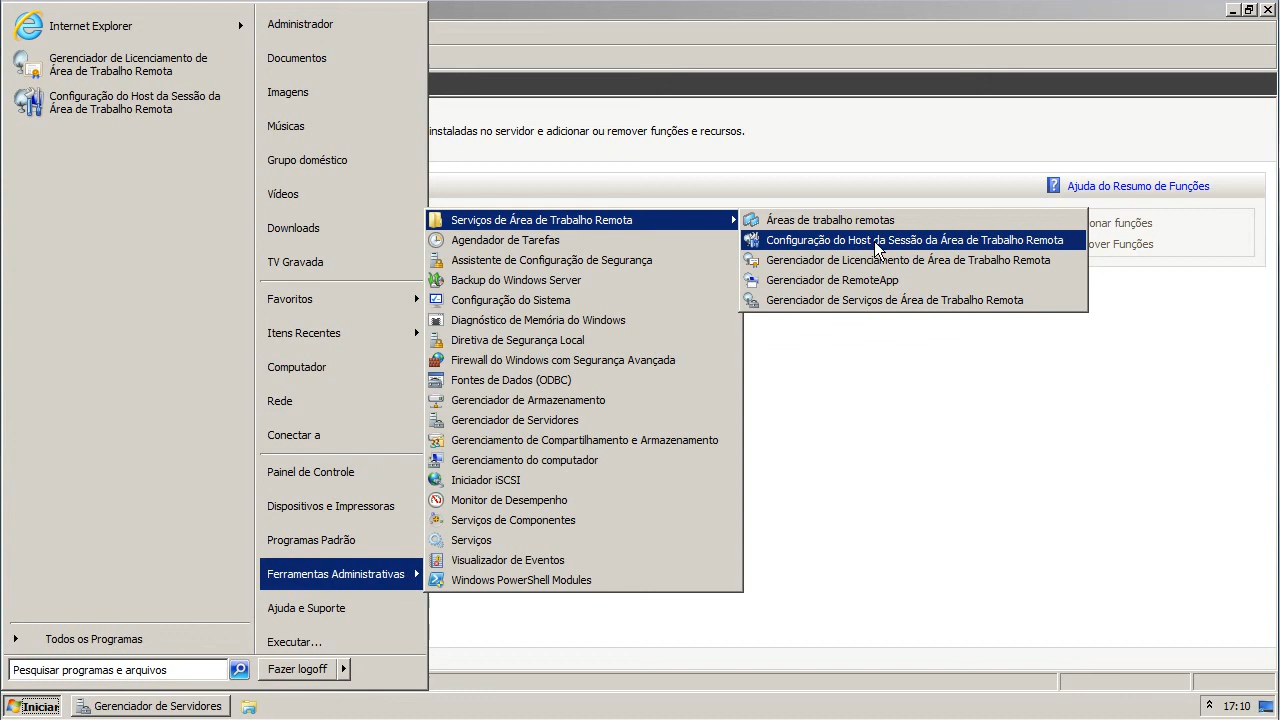 Internet Explorer
Gerenciador de Licenciamento de
Área de Trabalho Remota
Configuração do Host da Sessão da
Área de Trabalho Remota
Todos os Programas
Pesquisar programas e arquivos
Administrador
Documentos
Imagens
Músicas
Grupo doméstico
Vídeos
Downloads
TV Gravada
Favoritos
Itens Recentes
Computador
Rede
Conectar a
Painel de Controle
Dispositivos e Impressoras
Programas Padrão
Ferramentas Administrativas
Ajuda e Suporte
Executar...
Fazer logoff
Serviços de Área de Trabalho Remota
Agendador de Tarefas
Assistente de Configuração de Segurança
Backup do Windows Server
Configuração do Sistema
Diagnóstico de Memória do Windows
Diretiva de Segurança Local
Firewall do Windows com Segurança Avançada
Fontes de Dados (ODBC)
Gerenciador de Armazenamento
Gerenciador de Servidores
Gerenciamento de Compartilhamento e Armazenamento
Gerenciamento do computador
Iniciador iSCSI
Monitor de Desempenho
Serviços de Componentes
Serviços
Visualizador de Eventos
Windows PowerShell Modules
Áreas de trabalho remotas
Configuração do Host da Sessão da Área de Trabalho Remota
Gerenciador de Licenciamento de Área de Trabalho Remota
Gerenciador de RemoteApp
Gerenciador de Serviços de Área de Trabalho Remota
instaladas no servidor e adicionar ou remover funções e recursos.
Ajuda do Resumo de Funções
onar funções
over Funções
Iniciar
Gerenciador de Servidores
17:10